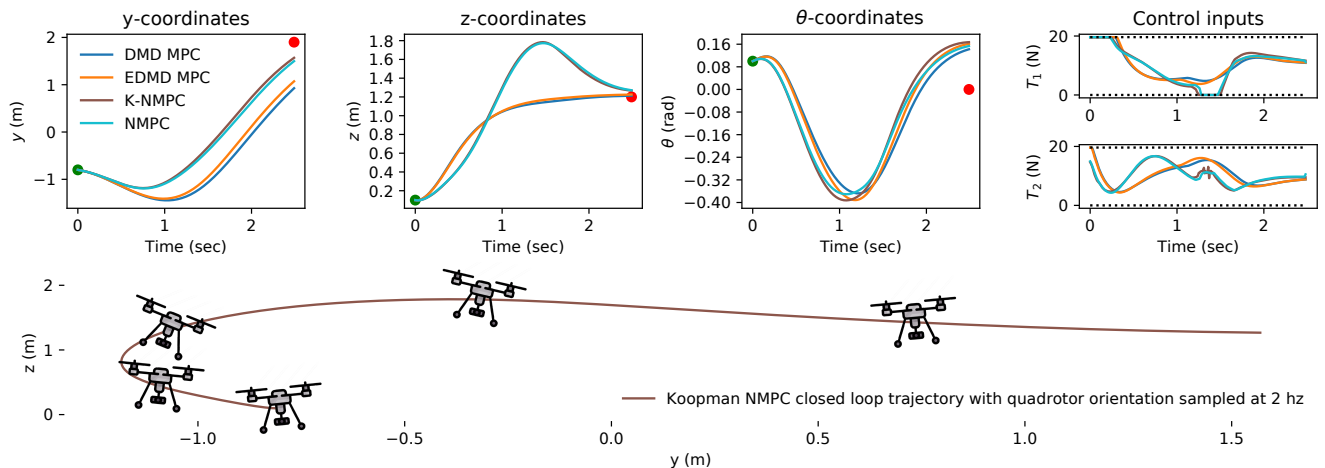 y-coordinates
z-coordinates
θ-coordinates
Control inputs
2
1
0
−1
y (m)
DMD MPC
EDMD MPC
K-NMPC
NMPC
0
2
Time (sec)
1.8
1.6
1.4
1.2
1.0
0.8
0.6
0.4
0.2
z (m)
0
1
2
Time (sec)
0.16
0.08
0.00
−0.08
−0.16
−0.24
−0.32
−0.40
θ (rad)
0
1
2
Time (sec)
20
0
T1 (N)
0
1
2
20
0
T2 (N)
0
1
2
Time (sec)
2
1
0
z (m)
Koopman NMPC closed loop trajectory with quadrotor orientation sampled at 2 hz
−1.0
−0.5
0.0
0.5
1.0
1.5
y (m)